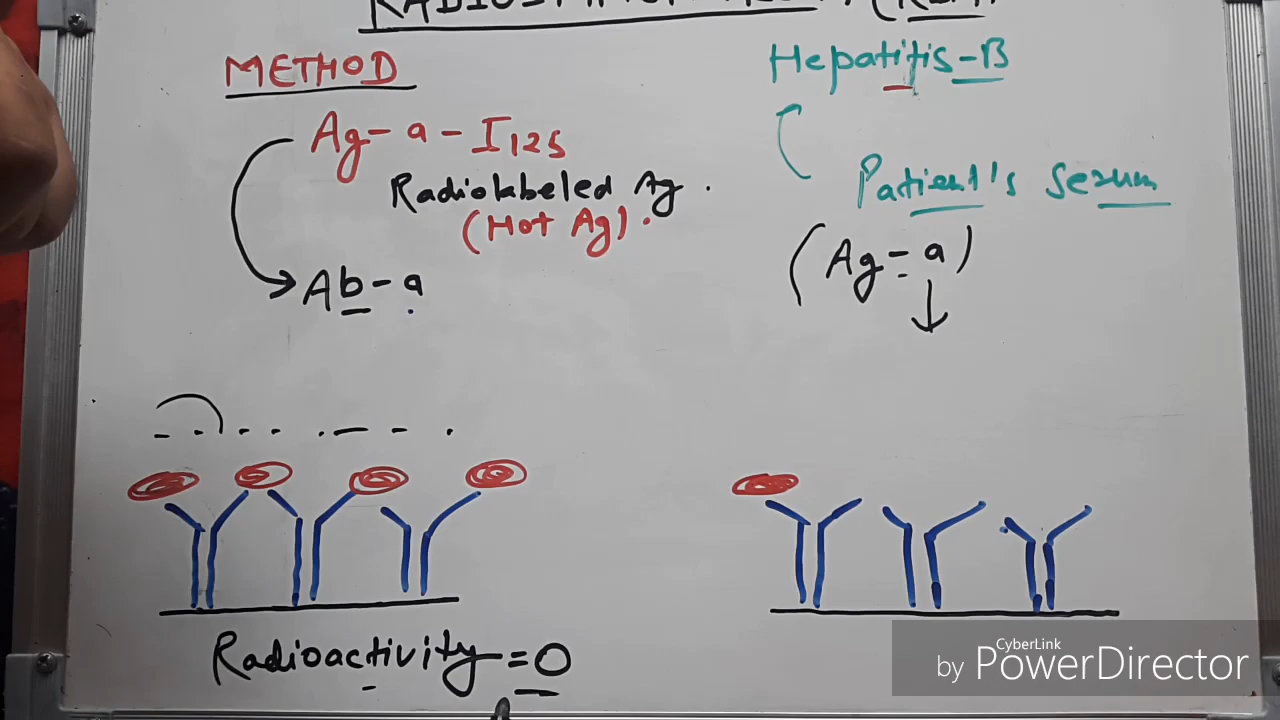 METHOD
Ag - a - I125
Radiolabeled Ag.
(Hot Ag).
Ab - a
Hepatitis - B
Patient's Serum
(Ag - a)
Radioactivity = 0
CyberLink
by PowerDirector